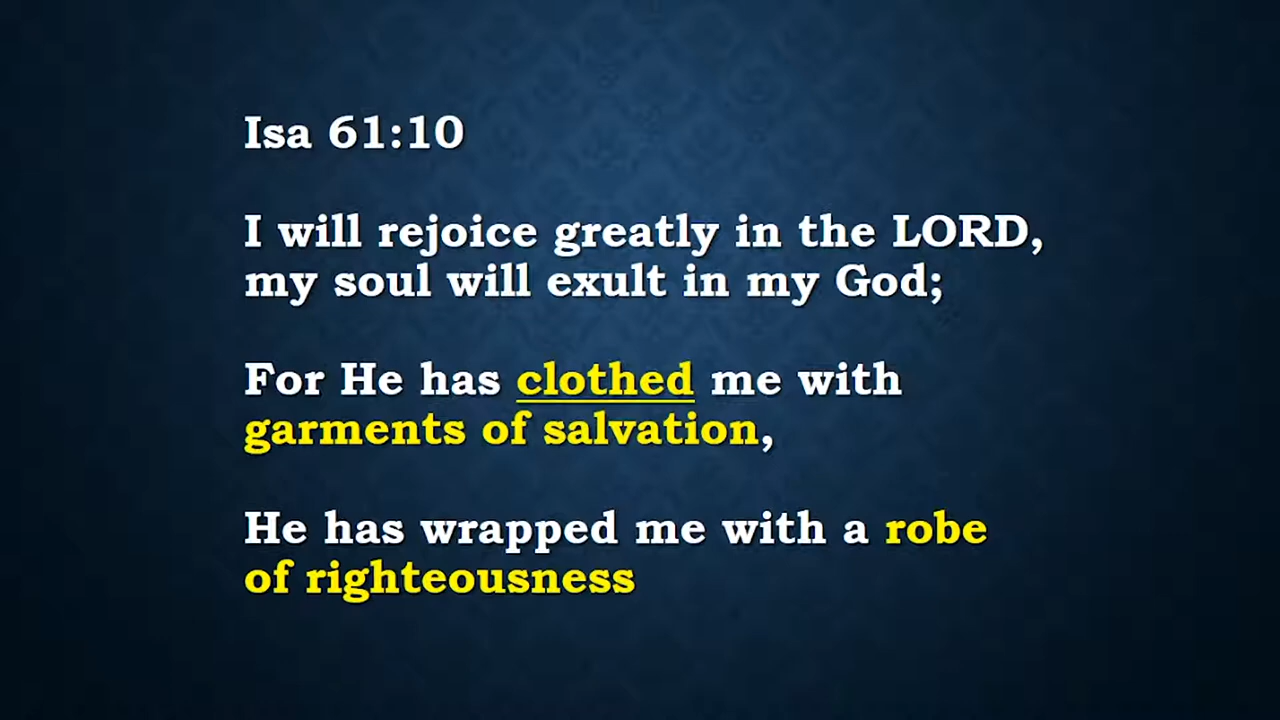 Isa 61:10
I will rejoice greatly in the LORD,
my soul will exult in my God;
For He has clothed me with
garments of salvation,
He has wrapped me with a robe
of righteousness